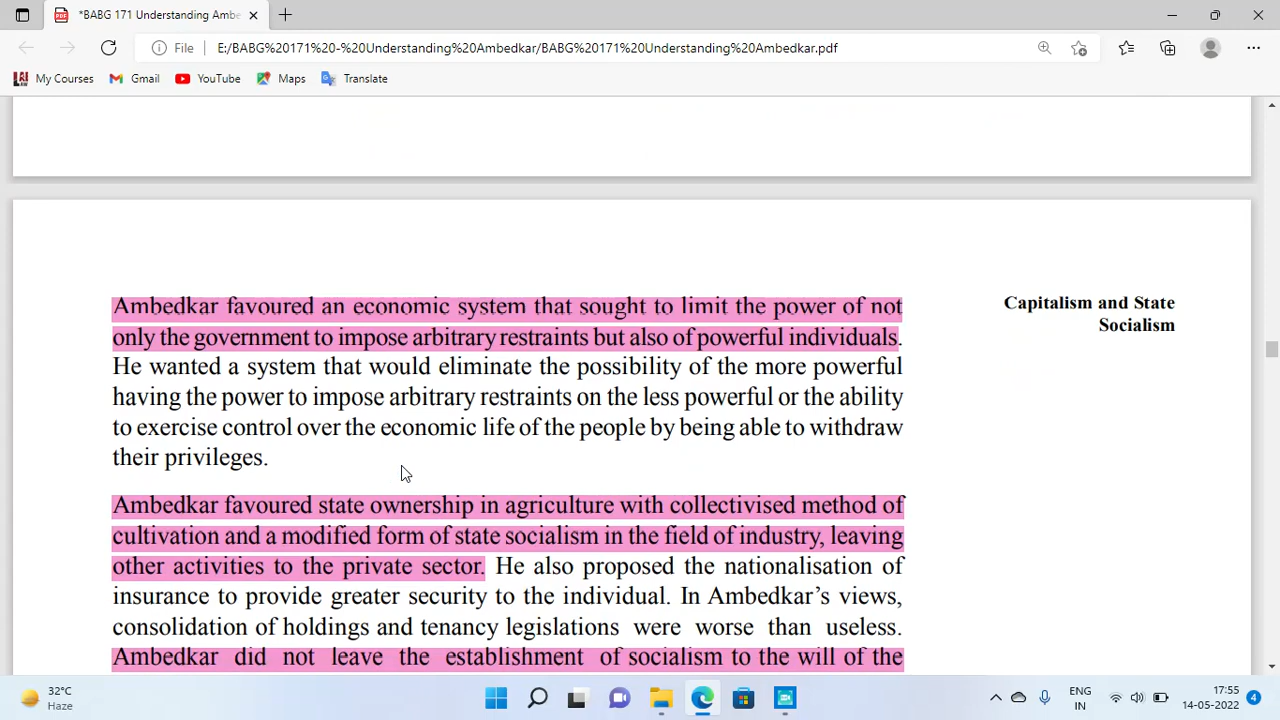 *BABG 171 Understanding Ambe
File E:/BABG%20171%20-%20Understanding%20Ambedkar/BABG%20171%20Understanding%20Ambedkar.pdf
My Courses Gmail YouTube Maps Translate
Ambedkar favoured an economic system that sought to limit the power of not
only the government to impose arbitrary restraints but also of powerful individuals.
He wanted a system that would eliminate the possibility of the more powerful
having the power to impose arbitrary restraints on the less powerful or the ability
to exercise control over the economic life of the people by being able to withdraw
their privileges.
Capitalism and State
Socialism
Ambedkar favoured state ownership in agriculture with collectivised method of
cultivation and a modified form of state socialism in the field of industry, leaving
other activities to the private sector. He also proposed the nationalisation of
insurance to provide greater security to the individual. In Ambedkar’s views,
consolidation of holdings and tenancy legislations were worse than useless.
Ambedkar did not leave the establishment of socialism to the will of the
32°C
Haze
ENG
IN
17:55
14-05-2022
4